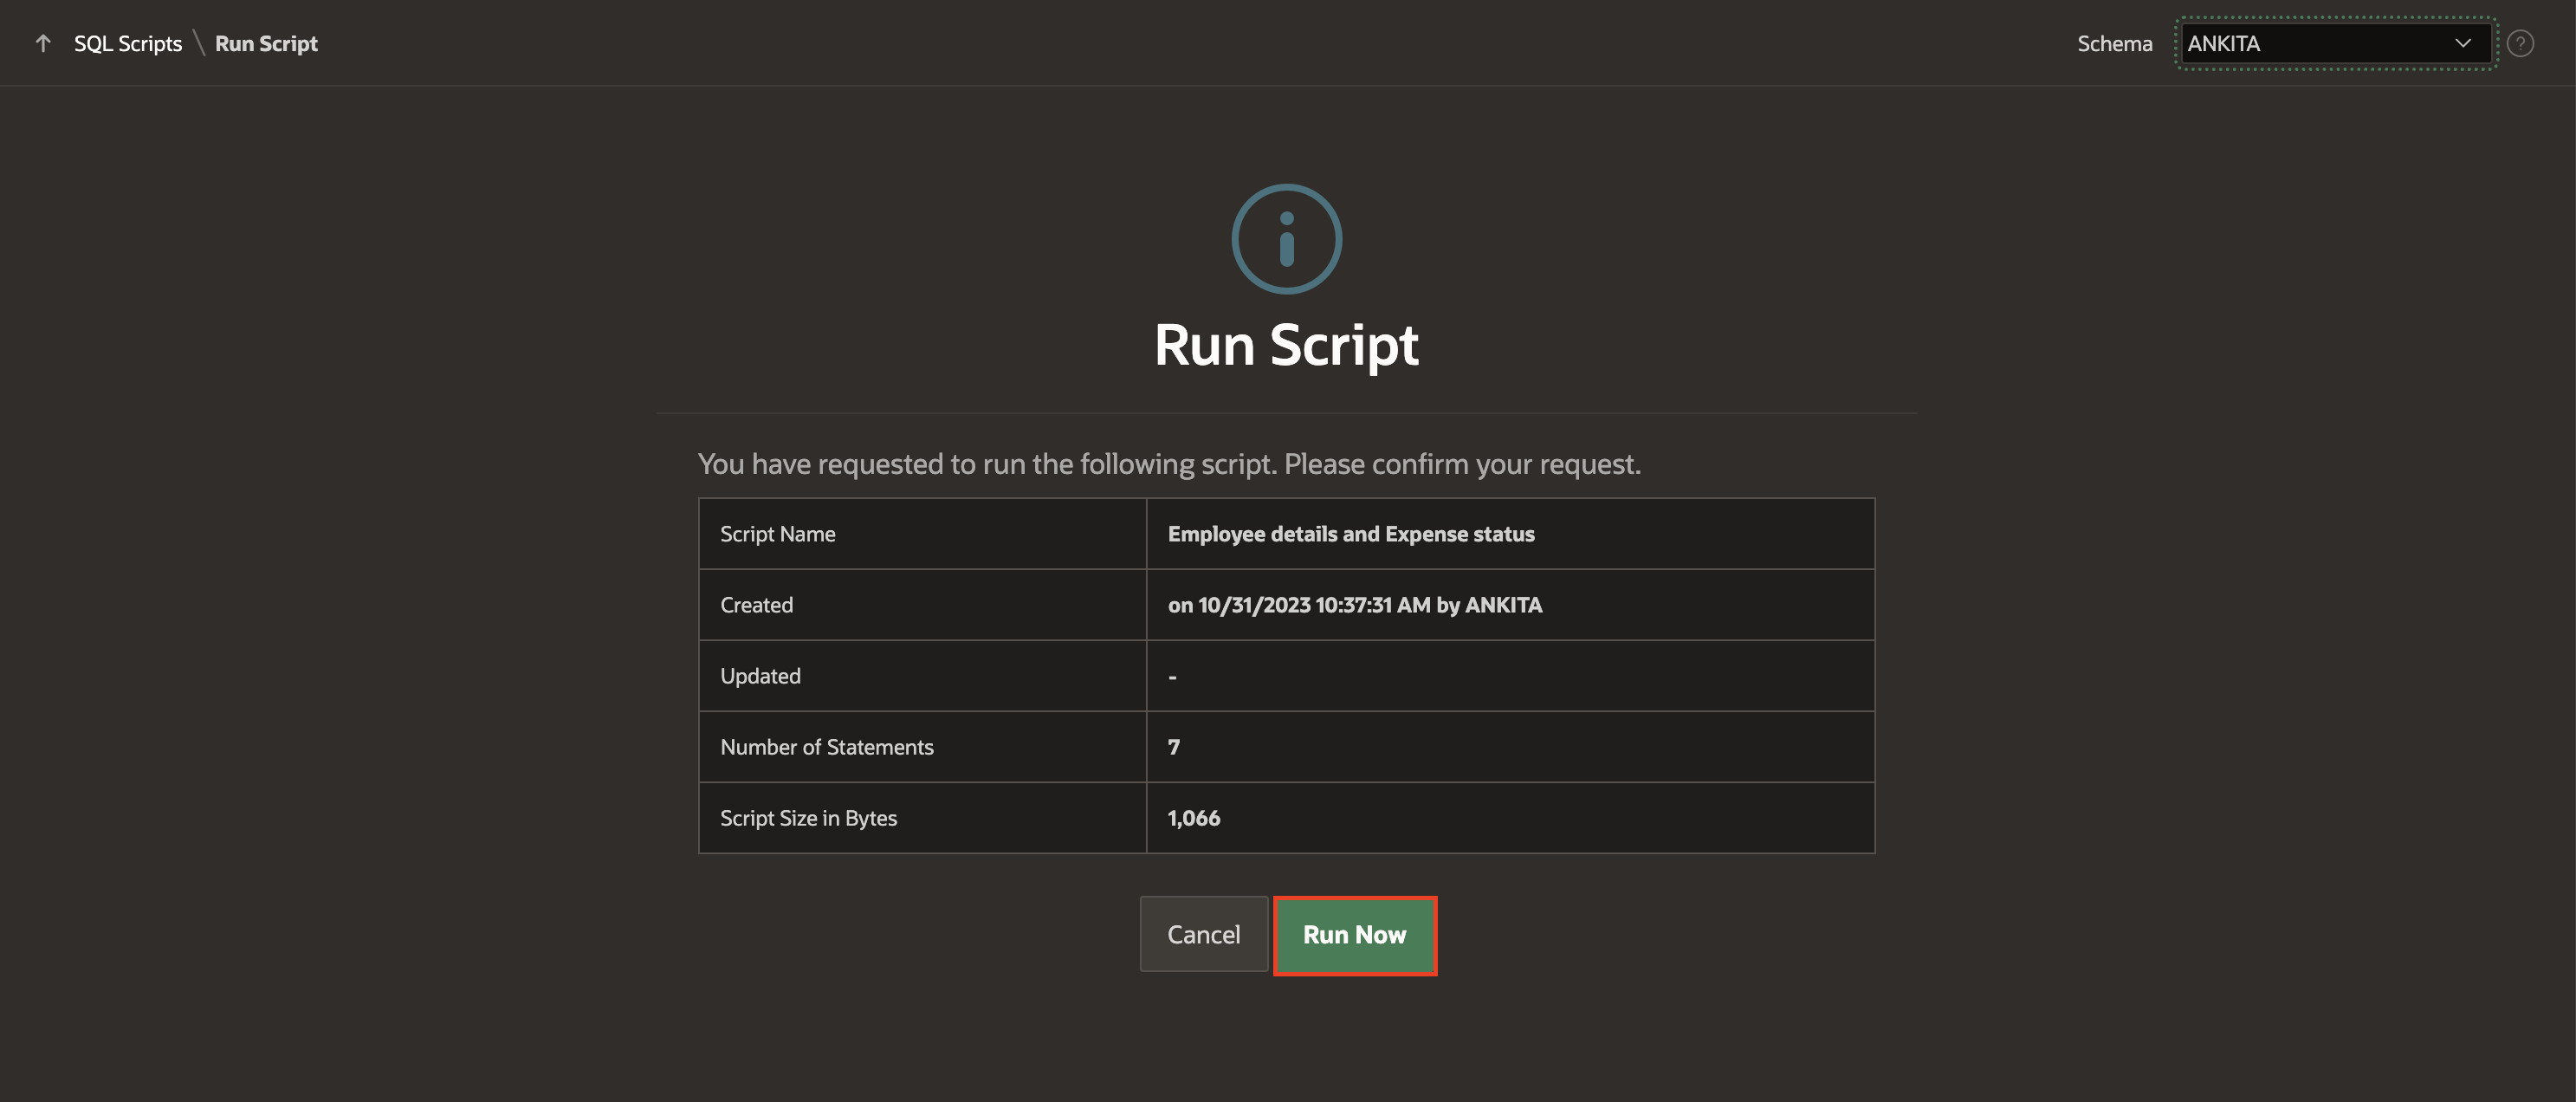 SQL Scripts \ Run Script
Schema ANKITA ?
Run Script
You have requested to run the following script. Please confirm your request.
Script Name Employee details and Expense status
Created on 10/31/2023 10:37:31 AM by ANKITA
Updated -
Number of Statements 7
Script Size in Bytes 1,066
Cancel Run Now